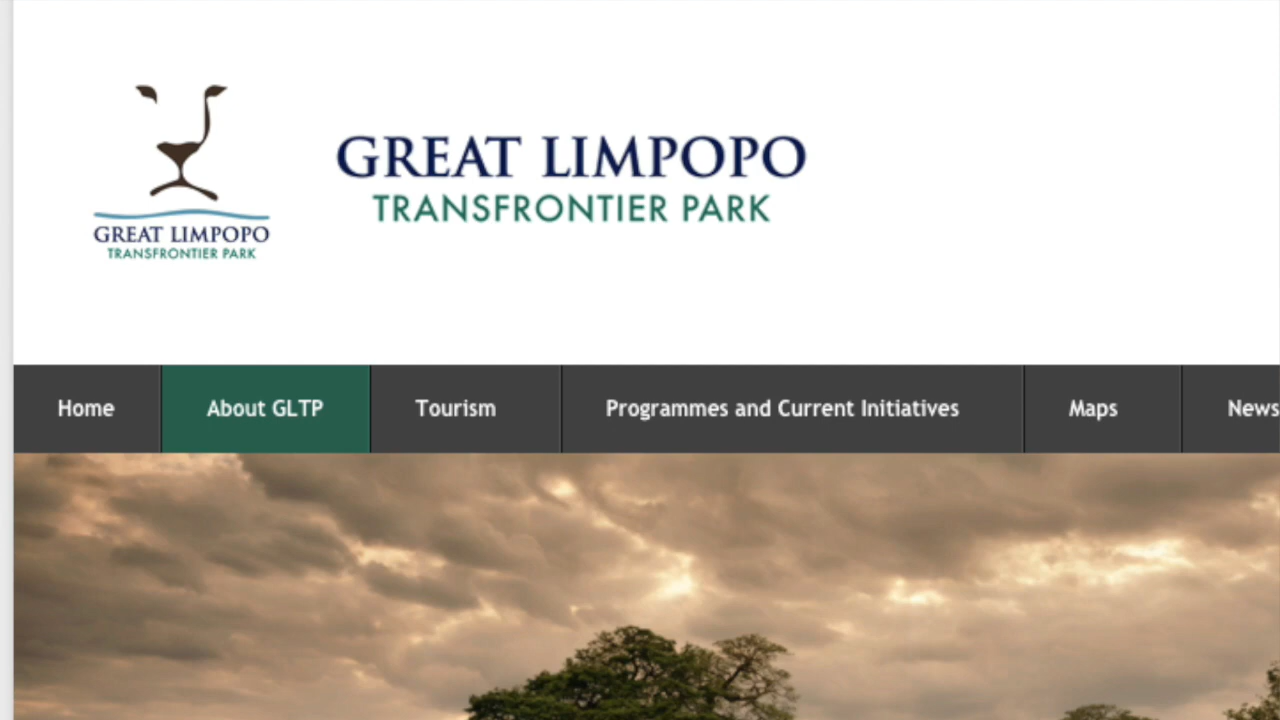 GREAT LIMPOPO
TRANSFRONTIER PARK
GREAT LIMPOPO
TRANSFRONTIER PARK
Home
About GLTP
Tourism
Programmes and Current Initiatives
Maps
News